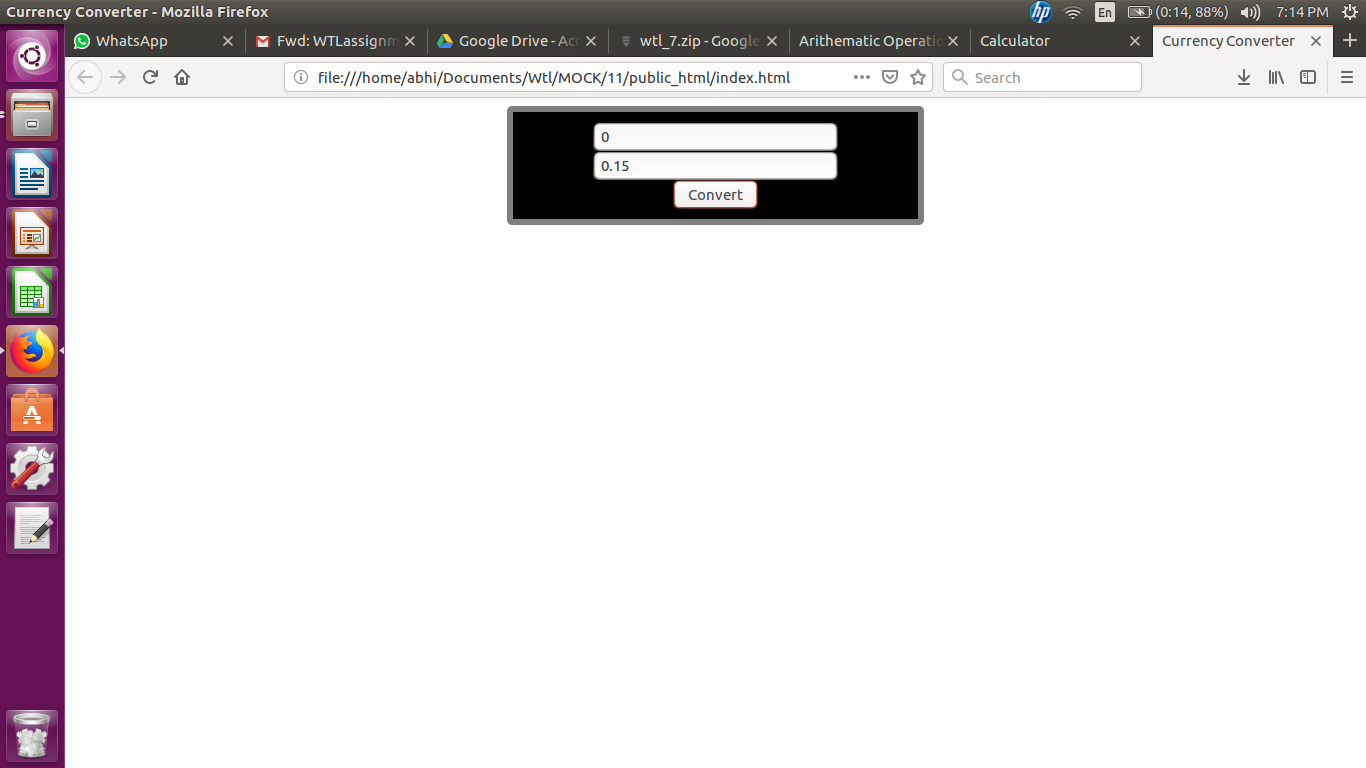 Currency Converter - Mozilla Firefox
hp En (0:14, 88%) 7:14 PM
WhatsApp Fwd: WTLassignm Google Drive - Acc wtl_7.zip - Google Arithematic Operatio Calculator Currency Converter
file:///home/abhi/Documents/Wtl/MOCK/11/public_html/index.html Search
0
0.15
Convert